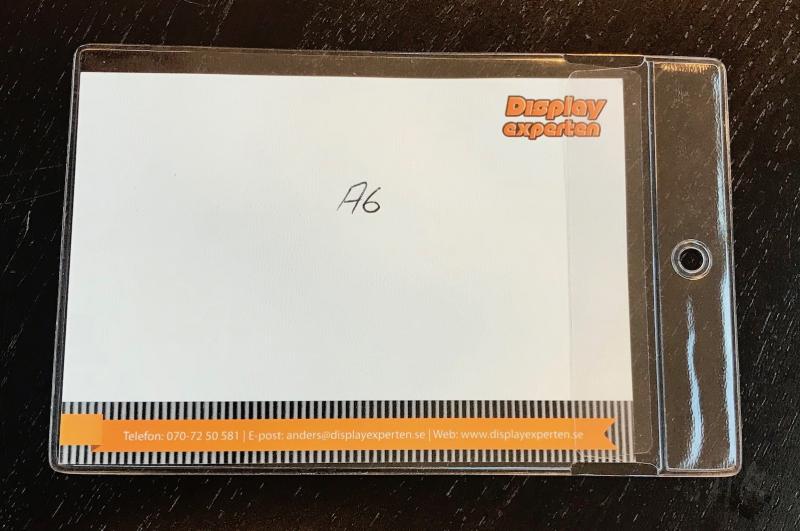 Display
experten
A6
Telefon: 070-72 50 581 | E-post: anders@displayexperten.se | Web: www.displayexperten.se